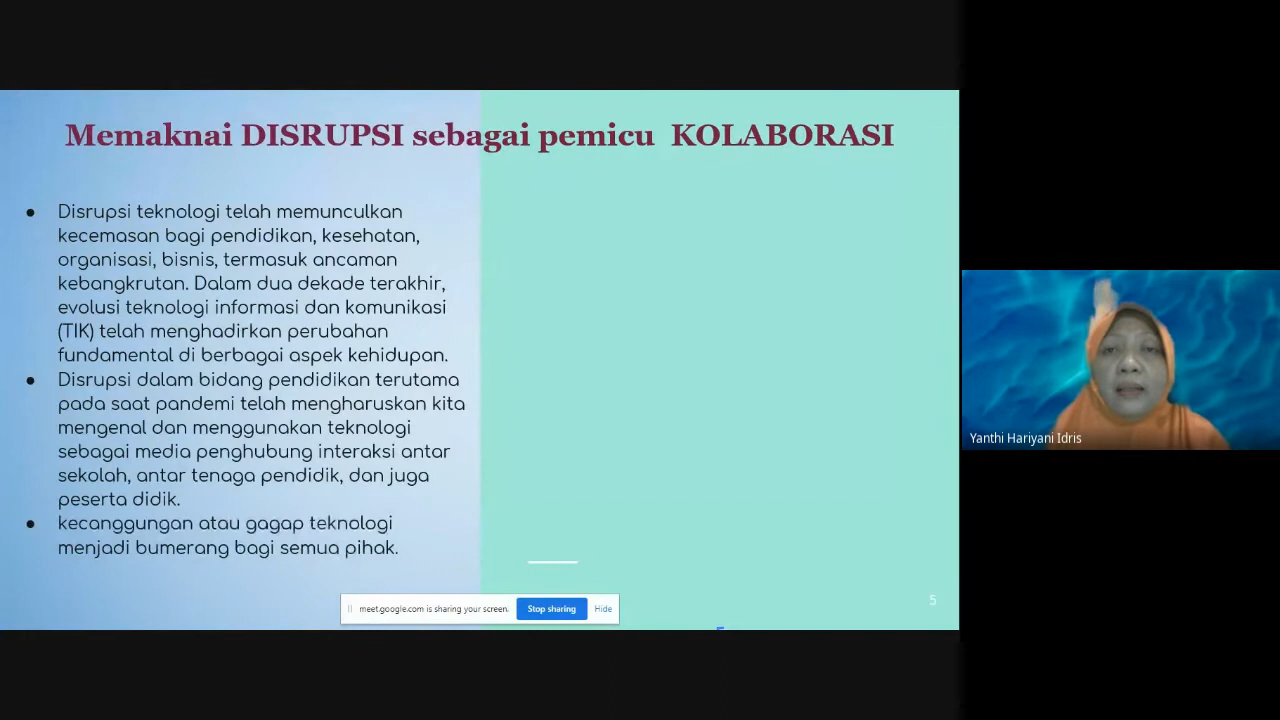 Memaknai DISRUPSI sebagai pemicu KOLABORASI
● Disrupsi teknologi telah memunculkan
kecemasan bagi pendidikan, kesehatan,
organisasi, bisnis, termasuk ancaman
kebangkrutan. Dalam dua dekade terakhir,
evolusi teknologi informasi dan komunikasi
(TIK) telah menghadirkan perubahan
fundamental di berbagai aspek kehidupan.
● Disrupsi dalam bidang pendidikan terutama
pada saat pandemi telah mengharuskan kita
mengenal dan menggunakan teknologi
sebagai media penghubung interaksi antar
sekolah, antar tenaga pendidik, dan juga
peserta didik.
● kecanggungan atau gagap teknologi
menjadi bumerang bagi semua pihak.
5
meet.google.com is sharing your screen. Stop sharing Hide
Yanthi Hariyani Idris